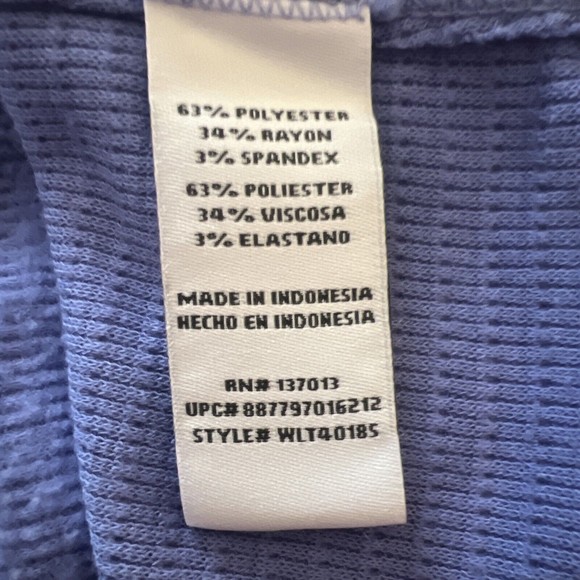 63% POLYESTER
34% RAYON
3% SPANDEX
63% POLIESTER
34% VISCOSA
3% ELASTANO
MADE IN INDONESIA
HECHO EN INDONESIA
RN# 137013
UPC# 887797016212
STYLE# WLT40185